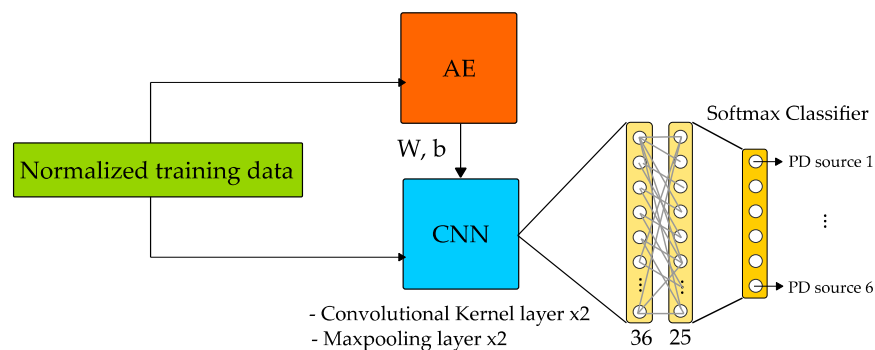 AE
Softmax Classifier
W, b
Normalized training data
PD source 1
CNN
...
PD source 6
- Convolutional Kernel layer x2
- Maxpooling layer x2
36 25